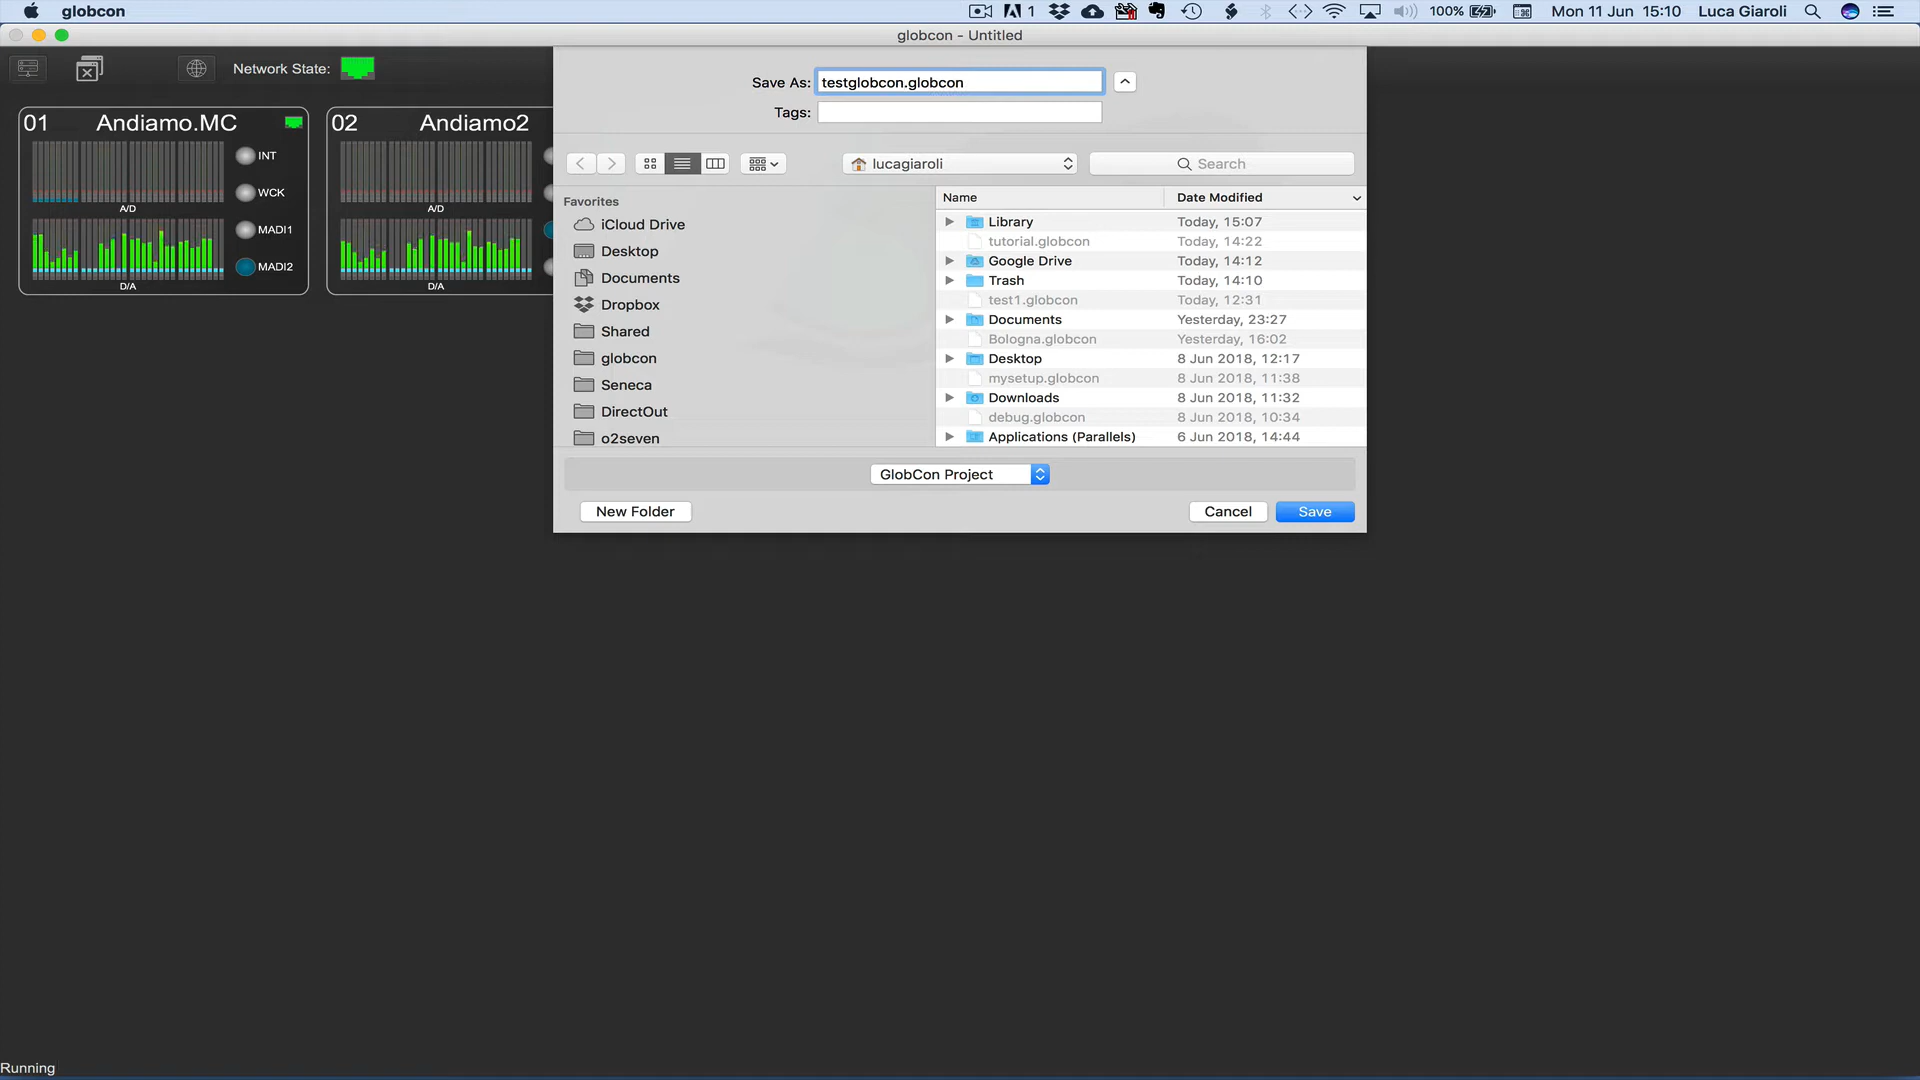 globcon
1
100%
Mon 11 Jun 15:10
Luca Giaroli
globcon - Untitled
Network State:
01 Andiamo.MC
INT
WCK
A/D
MADI1
MADI2
D/A
02 Andiamo2
A/D
D/A
Save As: testglobcon.globcon
Tags:
lucagiaroli
Search
Favorites
iCloud Drive
Desktop
Documents
Dropbox
Shared
globcon
Seneca
DirectOut
o2seven
Name Date Modified
Library Today, 15:07
tutorial.globcon Today, 14:22
Google Drive Today, 14:12
Trash Today, 14:10
test1.globcon Today, 12:31
Documents Yesterday, 23:27
Bologna.globcon Yesterday, 16:02
Desktop 8 Jun 2018, 12:17
mysetup.globcon 8 Jun 2018, 11:38
Downloads 8 Jun 2018, 11:32
debug.globcon 8 Jun 2018, 10:34
Applications (Parallels) 6 Jun 2018, 14:44
GlobCon Project
New Folder
Cancel
Save
Running